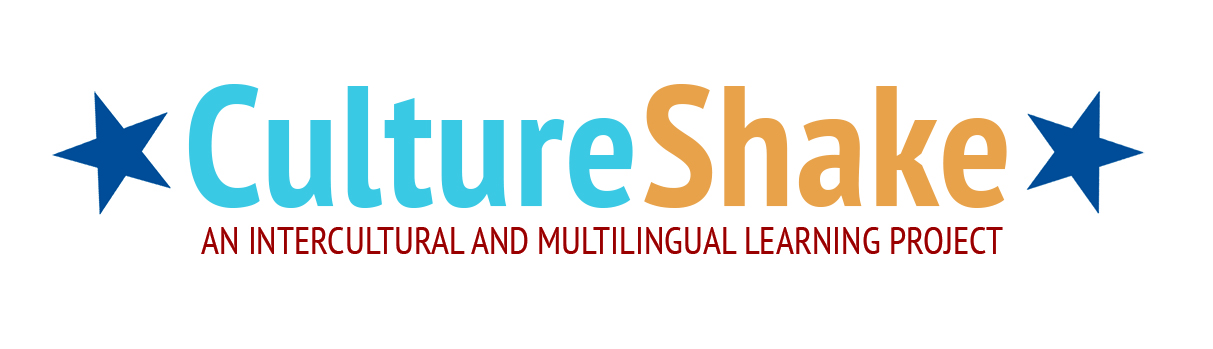 CultureShake
AN INTERCULTURAL AND MULTILINGUAL LEARNING PROJECT